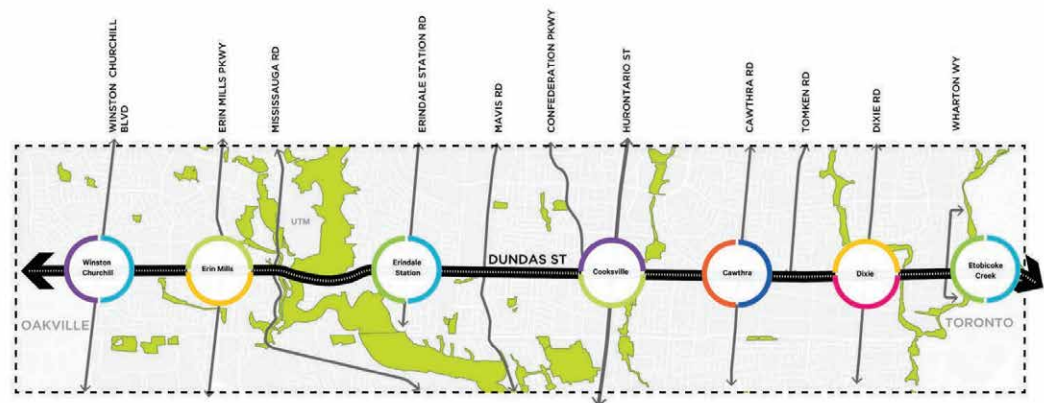 WINSTON CHURCHILL
BLVD
ERIN MILLS PKWY
MISSISSAUGA RD
ERINDALE STATION RD
MAVIS RD
CONFEDERATION PKWY
HURONTARIO ST
CAWTHRA RD
TOMKEN RD
DIXIE RD
WHARTON WY
UTM
DUNDAS ST
Winston
Churchill
Erin Mills
Erindale
Station
Cooksville
Cawthra
Dixie
Etobicoke
Creek
OAKVILLE
TORONTO